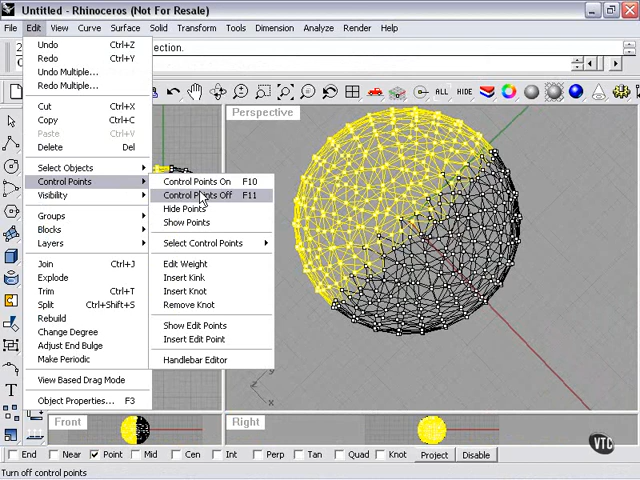 Untitled - Rhinoceros (Not For Resale)
File Edit View Curve Surface Solid Transform Tools Dimension Analyze Render Help
2 ection.
Undo Ctrl+Z
Redo Ctrl+Y
Undo Multiple...
Redo Multiple...
Cut Ctrl+X
Copy Ctrl+C
Paste Ctrl+V
Delete Del
Select Objects
Control Points
Visibility
Groups
Blocks
Layers
Join Ctrl+J
Explode
Trim Ctrl+T
Split Ctrl+Shift+S
Rebuild
Change Degree
Adjust End Bulge
Make Periodic
View Based Drag Mode
Object Properties... F3
Control Points On F10
Control Points Off F11
Hide Points
Show Points
Select Control Points
Edit Weight
Insert Kink
Insert Knot
Remove Knot
Show Edit Points
Insert Edit Point
Handlebar Editor
ALL HIDE
Perspective
z
x
Front
Right
VTC
End Near Point Mid Cen Int Perp Tan Quad Knot Project Disable
Turn off control points